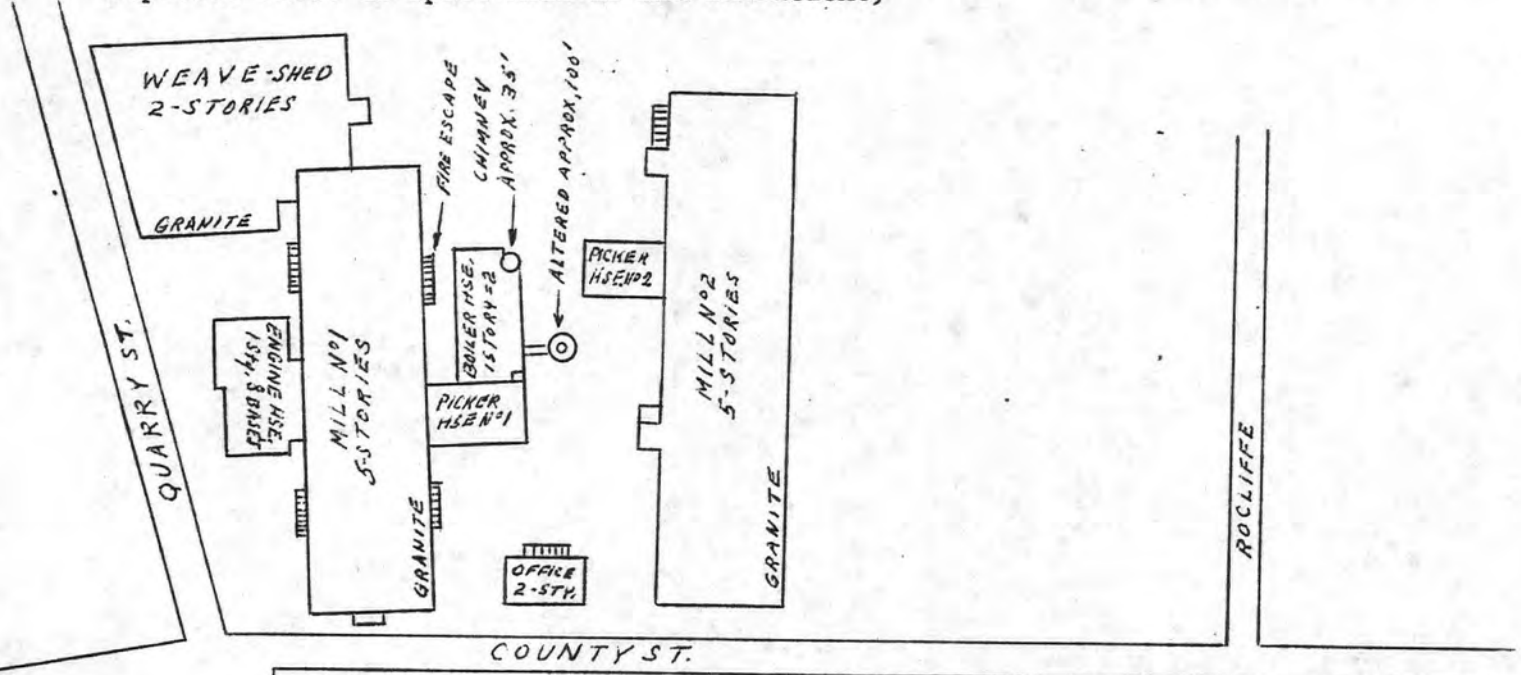 WEAVE-SHED
2-STORIES
GRANITE
QUARRY ST.
ENGINE HSE.
1 STY. & BASE'T
MILL Nº1
5-STORIES
GRANITE
FIRE ESCAPE
CHIMNEY
APPROX. 35'
ALTERED APPROX, 100'
BOILER HSE.
1 STORY =2
PICKER
HSE Nº1
OFFICE
2-STY.
PICKER
HSE Nº2
MILL Nº2
5-STORIES
GRANITE
ROCLIFFE
COUNTY ST.